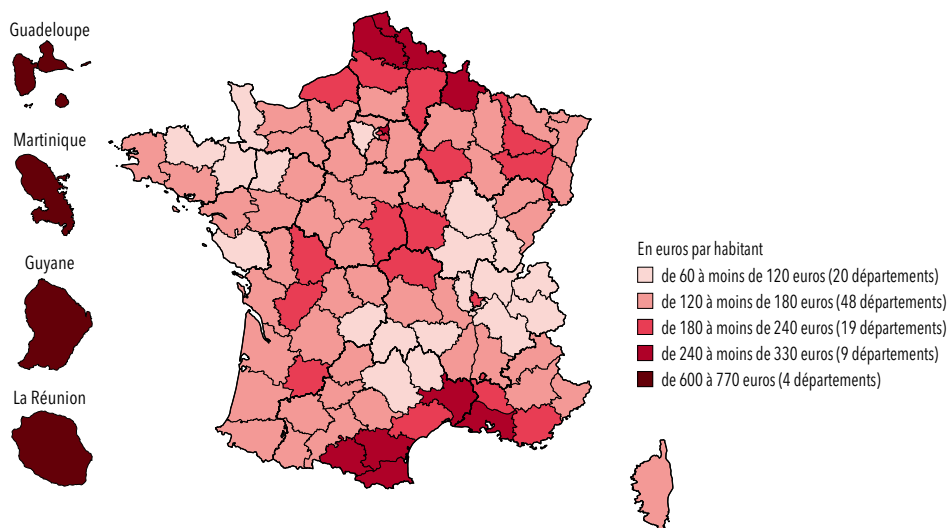 Guadeloupe
Martinique
Guyane
La Réunion
En euros par habitant
de 60 à moins de 120 euros (20 départements)
de 120 à moins de 180 euros (48 départements)
de 180 à moins de 240 euros (19 départements)
de 240 à moins de 330 euros (9 départements)
de 600 à 770 euros (4 départements)